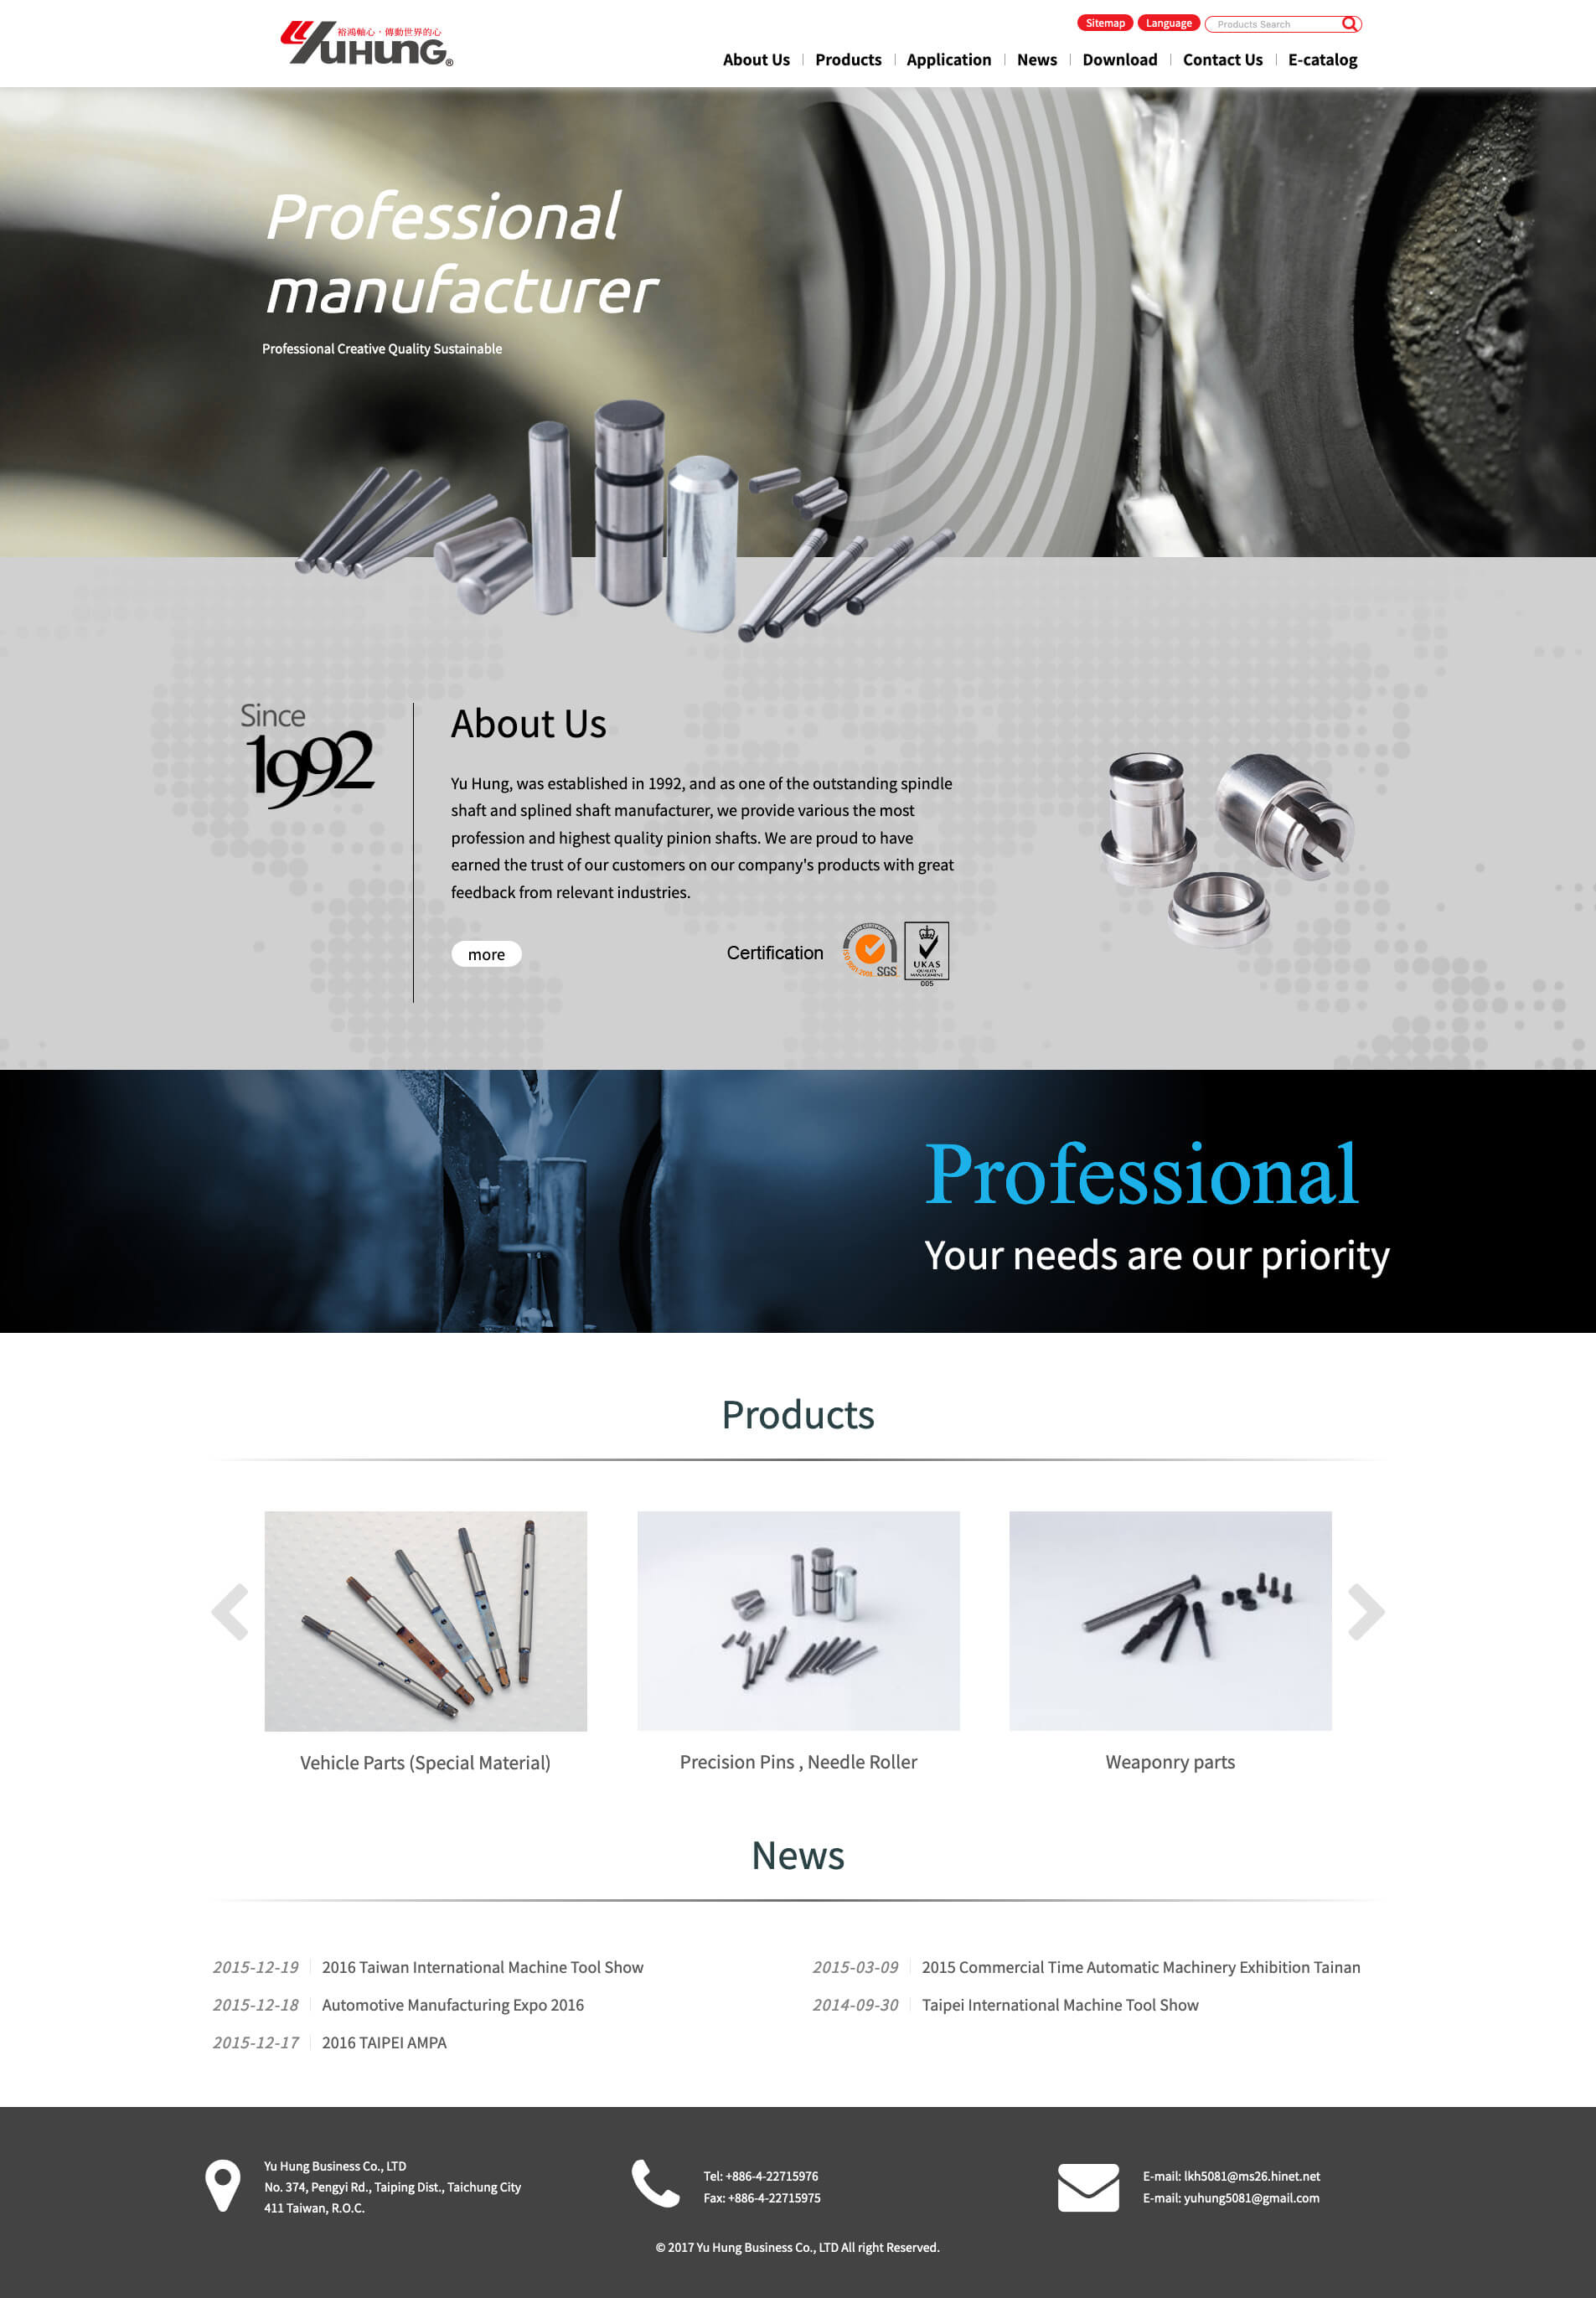 裕鴻軸心，傳動世界的心
YUHUNG®
Sitemap
Language
Products Search
About Us
Products
Application
News
Download
Contact Us
E-catalog
Professional
manufacturer
Professional Creative Quality Sustainable
Since
1992
About Us
Yu Hung, was established in 1992, and as one of the outstanding spindle
shaft and splined shaft manufacturer, we provide various the most
profession and highest quality pinion shafts. We are proud to have
earned the trust of our customers on our company's products with great
feedback from relevant industries.
more
Certification
SGS
UKAS
QUALITY
MANAGEMENT
005
Professional
Your needs are our priority
Products
Vehicle Parts (Special Material)
Precision Pins , Needle Roller
Weaponry parts
News
2015-12-19 2016 Taiwan International Machine Tool Show
2015-12-18 Automotive Manufacturing Expo 2016
2015-12-17 2016 TAIPEI AMPA
2015-03-09 2015 Commercial Time Automatic Machinery Exhibition Tainan
2014-09-30 Taipei International Machine Tool Show
Yu Hung Business Co., LTD
No. 374, Pengyi Rd., Taiping Dist., Taichung City
411 Taiwan, R.O.C.
Tel: +886-4-22715976
Fax: +886-4-22715975
E-mail: lkh5081@ms26.hinet.net
E-mail: yuhung5081@gmail.com
© 2017 Yu Hung Business Co., LTD All right Reserved.